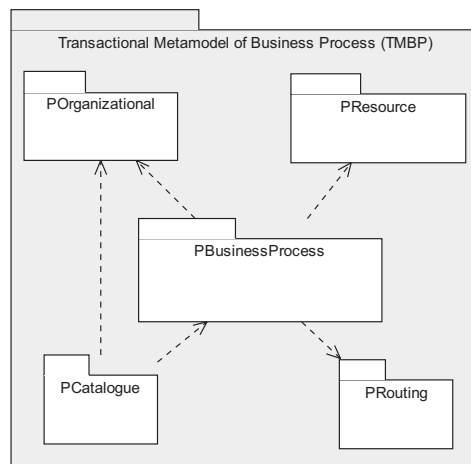 Transactional Metamodel of Business Process (TMBP)
POrganizational
PResource
PBusinessProcess
PCatalogue
PRouting